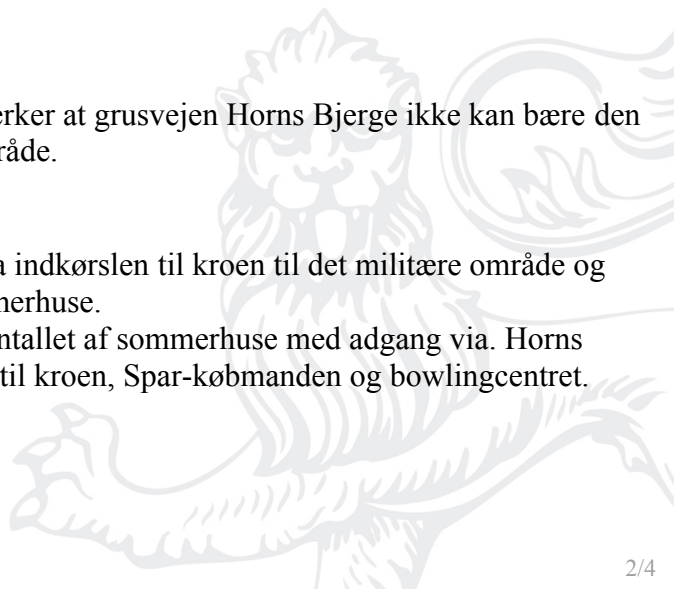 erker at grusvejen Horns Bjerge ikke kan bære den
råde.
a indkørslen til kroen til det militære område og
merhuse.
ntallet af sommerhuse med adgang via. Horns
til kroen, Spar-købmanden og bowlingcentret.
2/4